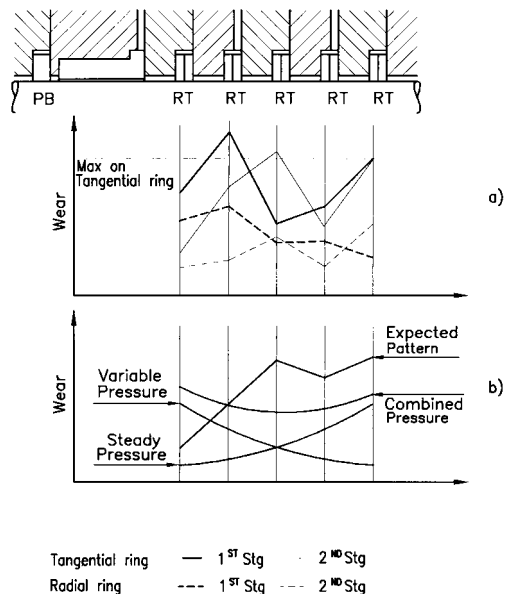 PB RT RT RT RT RT
Max on
Tangential ring
Wear
a)
Expected
Pattern
Variable
Pressure
Wear
b)
Combined
Pressure
Steady
Pressure
Tangential ring — 1ST Stg 2ND Stg
Radial ring --- 1ST Stg --- 2ND Stg